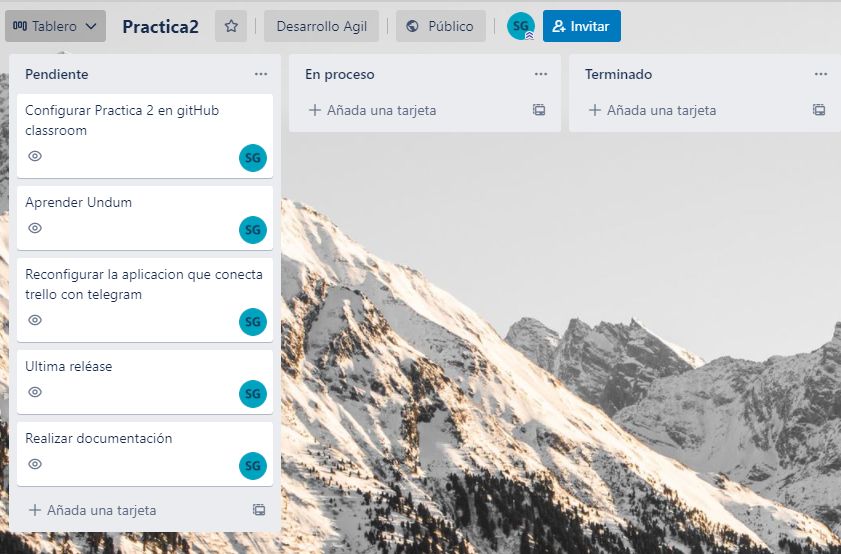 Tablero Practica2 Desarrollo Agil Público SG Invitar
Pendiente
Configurar Practica 2 en gitHub
classroom
SG
Aprender Undum
SG
Reconfigurar la aplicacion que conecta
trello con telegram
SG
Ultima reléase
SG
Realizar documentación
SG
Añada una tarjeta
En proceso
Añada una tarjeta
Terminado
Añada una tarjeta